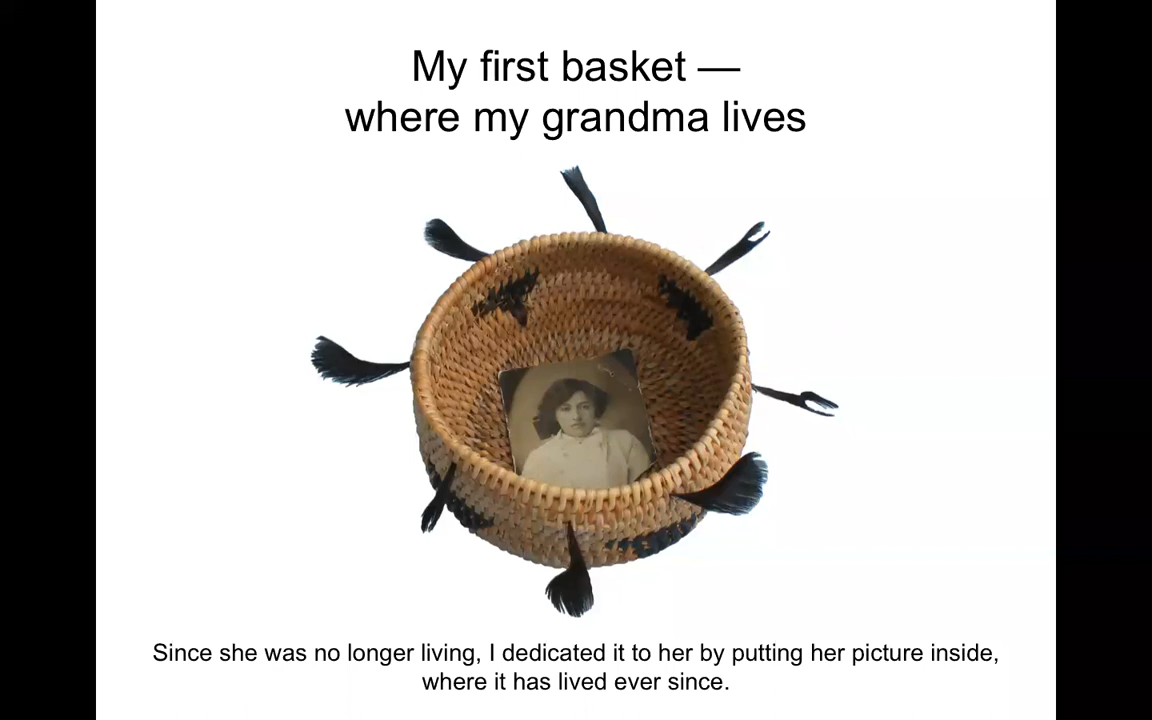 My first basket —
where my grandma lives
Since she was no longer living, I dedicated it to her by putting her picture inside,
where it has lived ever since.